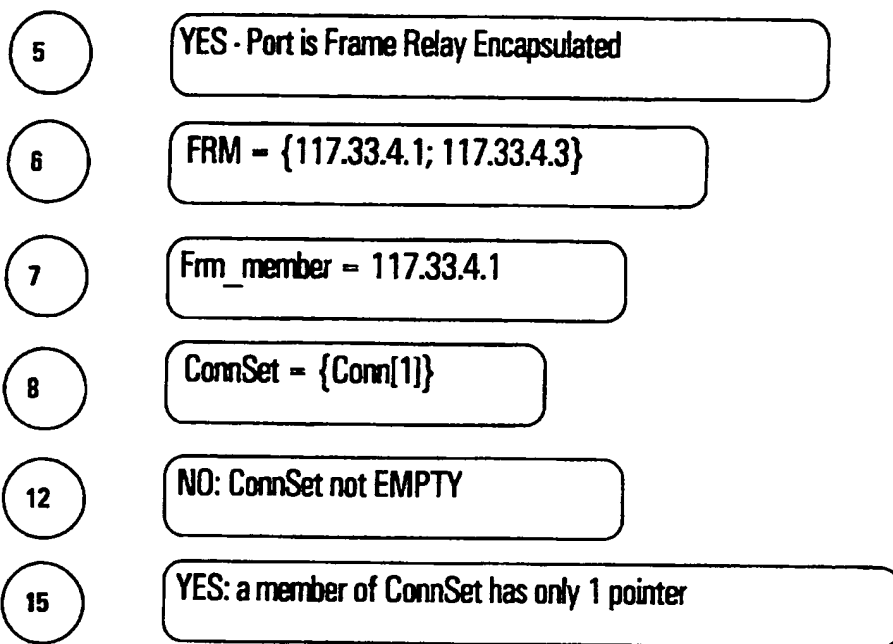 5 YES - Port is Frame Relay Encapsulated
6 FRM = {117.33.4.1; 117.33.4.3}
7 Frm_member = 117.33.4.1
8 ConnSet = {Conn[1]}
12 NO: ConnSet not EMPTY
15 YES: a member of ConnSet has only 1 pointer